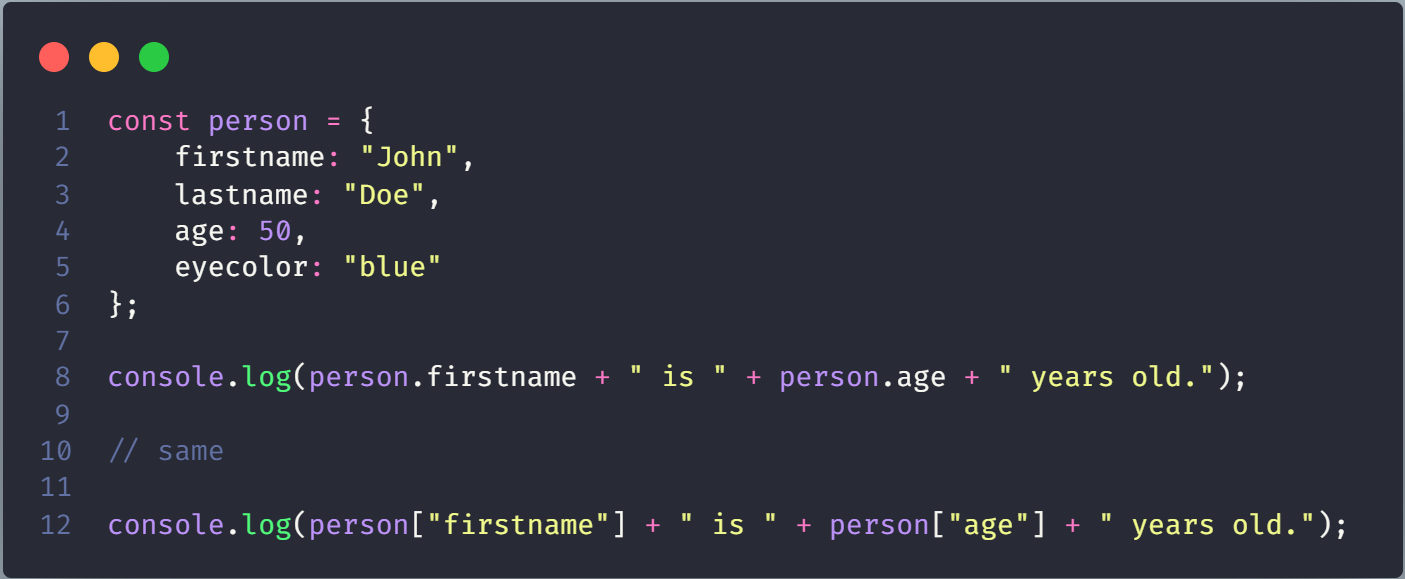 1 const person = {
2     firstname: "John",
3     lastname: "Doe",
4     age: 50,
5     eyecolor: "blue"
6 };
7
8 console.log(person.firstname + " is " + person.age + " years old.");
9
10 // same
11
12 console.log(person["firstname"] + " is " + person["age"] + " years old.");